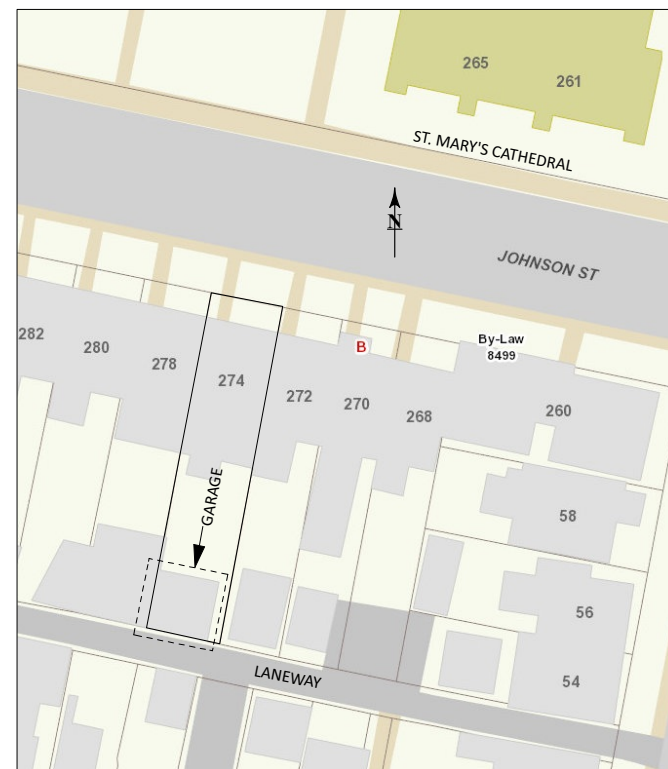 265
261
ST. MARY'S CATHEDRAL
N
JOHNSON ST
282
280
278
274
272
B
270
268
By-Law
8499
260
GARAGE
58
56
54
LANEWAY